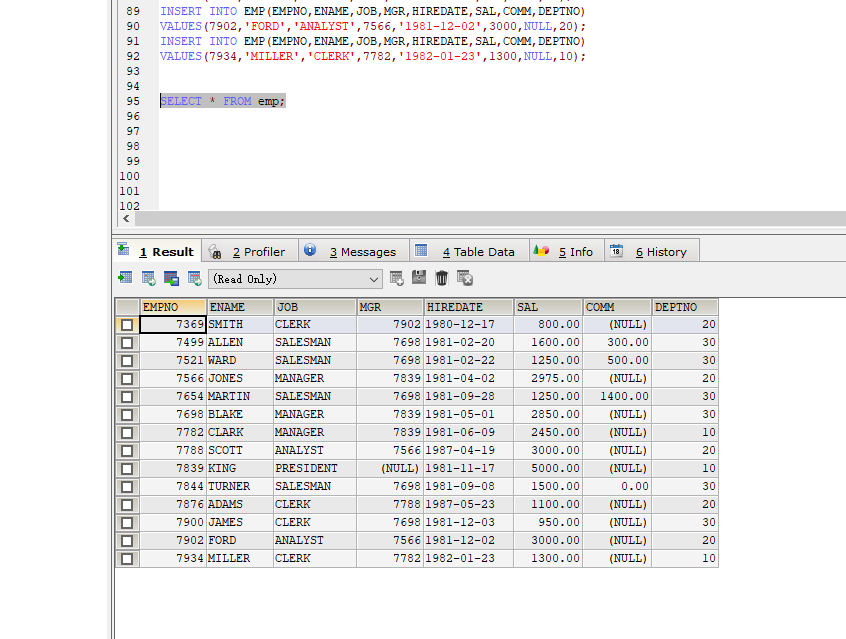 89 INSERT INTO EMP(EMPNO,ENAME,JOB,MGR,HIREDATE,SAL,COMM,DEPTNO)
90 VALUES(7902,'FORD','ANALYST',7566,'1981-12-02',3000,NULL,20);
91 INSERT INTO EMP(EMPNO,ENAME,JOB,MGR,HIREDATE,SAL,COMM,DEPTNO)
92 VALUES(7934,'MILLER','CLERK',7782,'1982-01-23',1300,NULL,10);
93
94
95 SELECT * FROM emp;
96
97
98
99
100
101
102
1 Result 2 Profiler 3 Messages 4 Table Data 5 Info 6 History
(Read Only)
EMPNO ENAME JOB MGR HIREDATE SAL COMM DEPTNO
7369 SMITH CLERK 7902 1980-12-17 800.00 (NULL) 20
7499 ALLEN SALESMAN 7698 1981-02-20 1600.00 300.00 30
7521 WARD SALESMAN 7698 1981-02-22 1250.00 500.00 30
7566 JONES MANAGER 7839 1981-04-02 2975.00 (NULL) 20
7654 MARTIN SALESMAN 7698 1981-09-28 1250.00 1400.00 30
7698 BLAKE MANAGER 7839 1981-05-01 2850.00 (NULL) 30
7782 CLARK MANAGER 7839 1981-06-09 2450.00 (NULL) 10
7788 SCOTT ANALYST 7566 1987-04-19 3000.00 (NULL) 20
7839 KING PRESIDENT (NULL) 1981-11-17 5000.00 (NULL) 10
7844 TURNER SALESMAN 7698 1981-09-08 1500.00 0.00 30
7876 ADAMS CLERK 7788 1987-05-23 1100.00 (NULL) 20
7900 JAMES CLERK 7698 1981-12-03 950.00 (NULL) 30
7902 FORD ANALYST 7566 1981-12-02 3000.00 (NULL) 20
7934 MILLER CLERK 7782 1982-01-23 1300.00 (NULL) 10